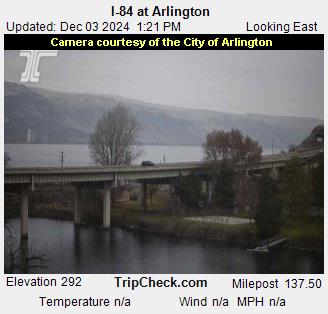 I-84 at Arlington
Updated: Dec 03 2024 1:21 PM Looking East
Camera courtesy of the City of Arlington
Elevation 292 TripCheck.com Milepost 137.50
Temperature n/a Wind n/a MPH n/a